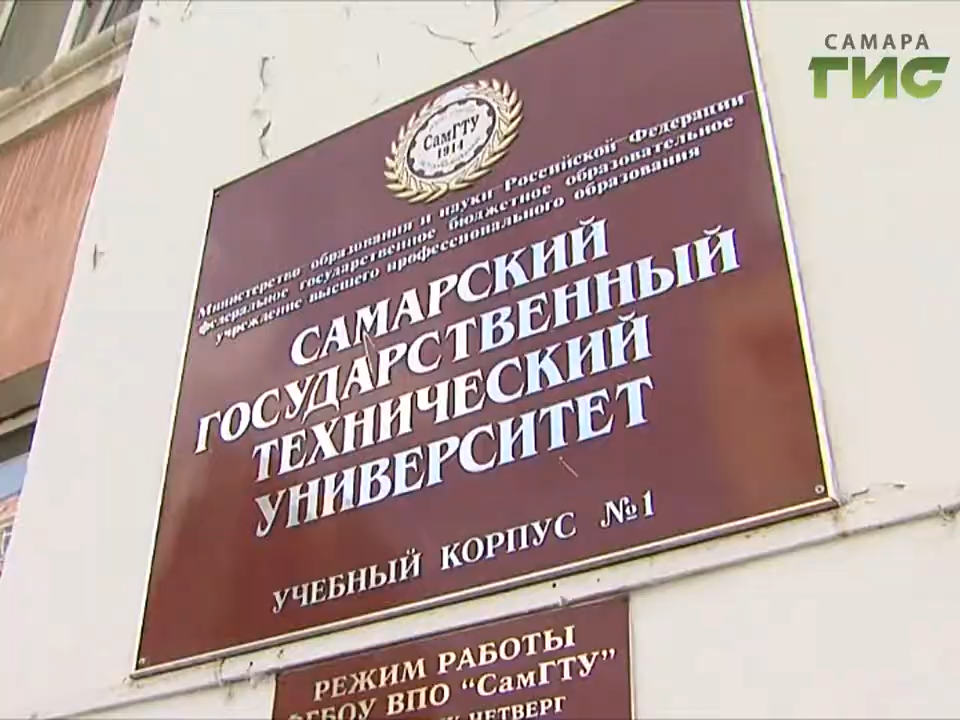 САМАРА
ГИС
СамГТУ
1914
Министерство образования и науки Российской Федерации
федеральное государственное бюджетное образовательное
учреждение высшего профессионального образования
САМАРСКИЙ
ГОСУДАРСТВЕННЫЙ
ТЕХНИЧЕСКИЙ
УНИВЕРСИТЕТ
УЧЕБНЫЙ КОРПУС №1
РЕЖИМ РАБОТЫ
ФГБОУ ВПО “СамГТУ”
ЧЕТВЕРГ